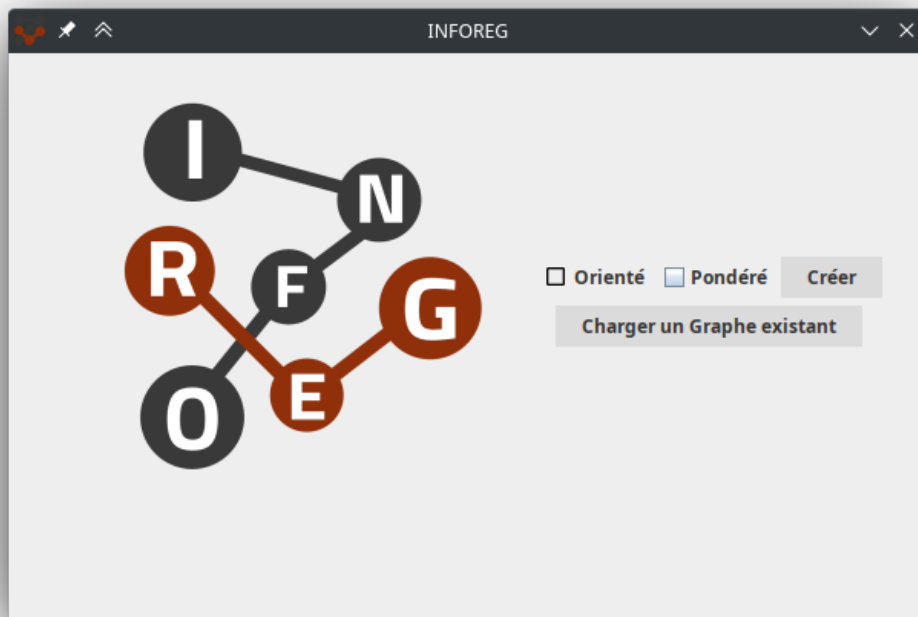 INFOREG
I
N
R
F
G
E
O
Orienté Pondéré Créer
Charger un Graphe existant